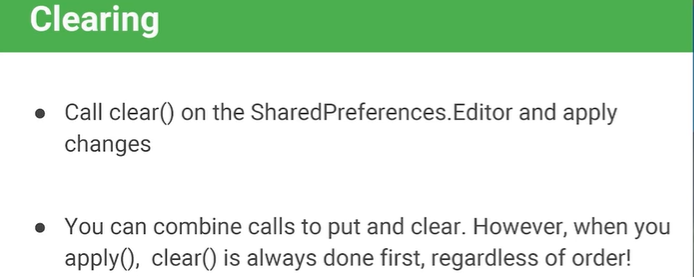 Clearing
● Call clear() on the SharedPreferences.Editor and apply
changes
● You can combine calls to put and clear. However, when you
apply(), clear() is always done first, regardless of order!